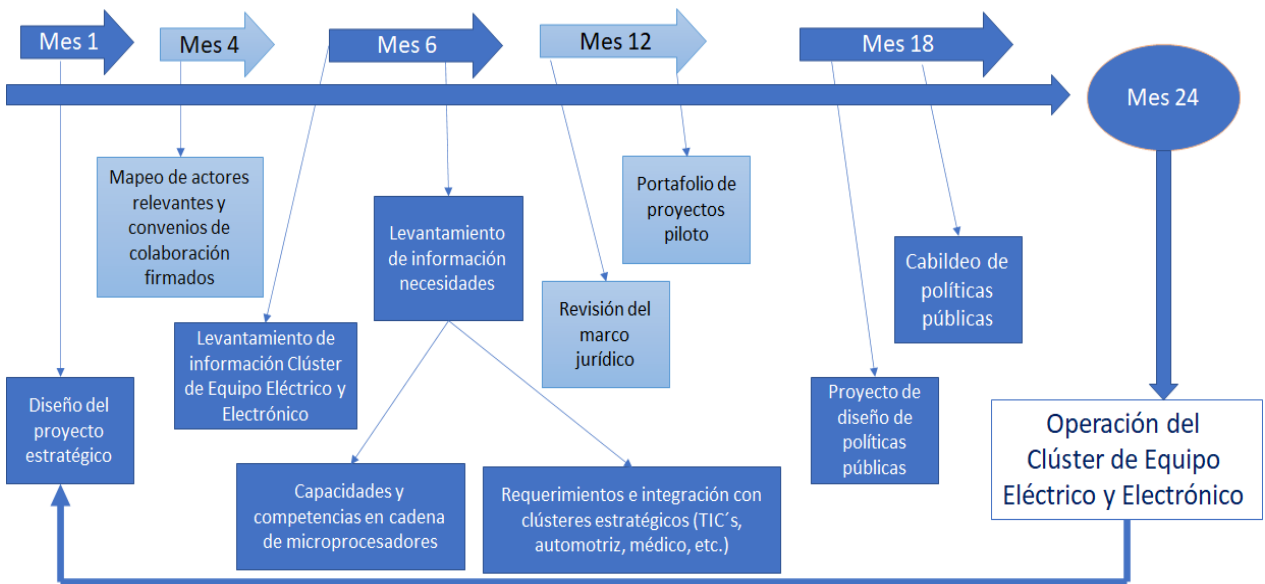 Mes 1
Mes 4
Mes 6
Mes 12
Mes 18
Mes 24
Mapeo de actores
relevantes y
convenios de
colaboración
firmados
Levantamiento
de información
necesidades
Portafolio de
proyectos
piloto
Cabildeo de
políticas
públicas
Levantamiento de
información Clúster
de Equipo Eléctrico y
Electrónico
Revisión del
marco
jurídico
Diseño del
proyecto
estratégico
Proyecto de
diseño de
políticas
públicas
Operación del
Clúster de Equipo
Eléctrico y Electrónico
Capacidades y
competencias en cadena
de microprocesadores
Requerimientos e integración con
clústeres estratégicos (TIC´s,
automotriz, médico, etc.)